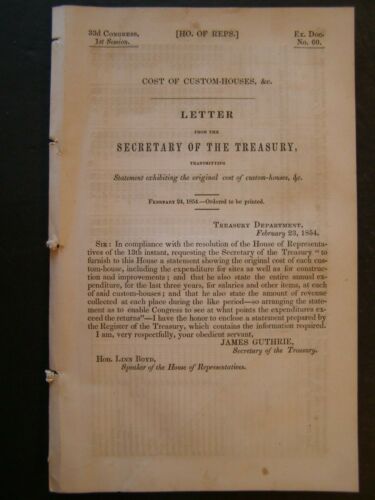 33d Congress, [HO. OF REPS.] Ex. Doc.
1st Session. No. 60.
COST OF CUSTOM-HOUSES, &c.
LETTER
FROM THE
SECRETARY OF THE TREASURY,
TRANSMITTING
Statement exhibiting the original cost of custom-houses, &c.
February 24, 1854.—Ordered to be printed.
Treasury Department,
February 23, 1854.
Sir: In compliance with the resolution of the House of Representa-
tives of the 13th instant, requesting the Secretary of the Treasury "to
furnish to this House a statement showing the original cost of each cus-
tom-house, including the expenditure for sites as well as for construc-
tion and improvements; and that he also state the entire annual ex-
penditure, for the last three years, for salaries and other items, at each
of said custom-houses; and that he also state the amount of revenue
collected at each place during the like period—so arranging the state-
ment as to enable Congress to see at what points the expenditures ex-
ceed the returns"—I have the honor to enclose a statement prepared by
the Register of the Treasury, which contains the information required.
I am, very respectfully, your obedient servant,
JAMES GUTHRIE,
Secretary of the Treasury.
Hon. Linn Boyd,
Speaker of the House of Representatives.